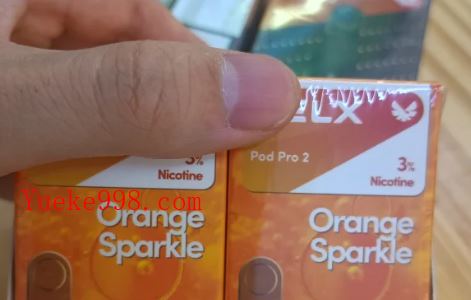 ELX
Pod Pro 2
3%
Nicotine
3%
Nicotine
Yueke998.com
Orange
Sparkle
Orange
Sparkle